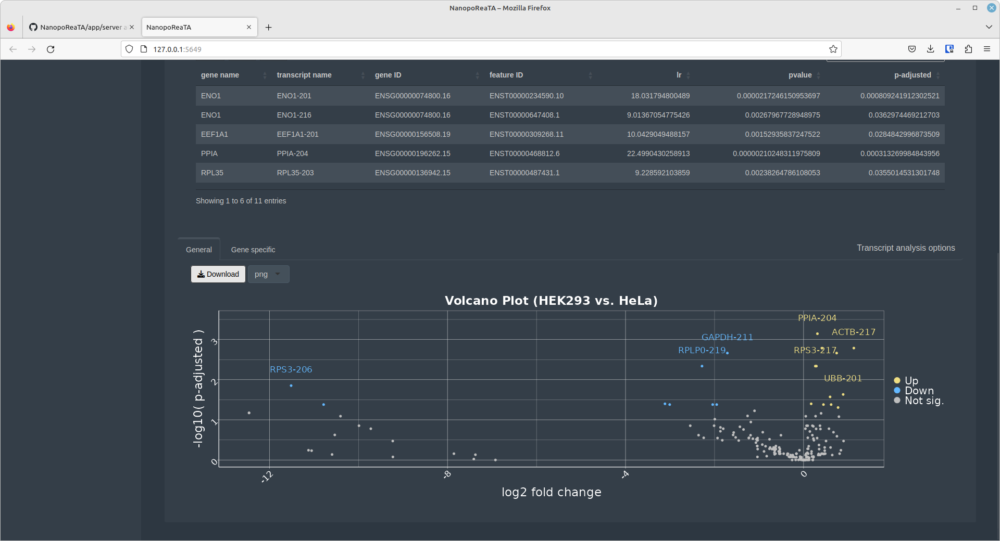 NanopoReaTA – Mozilla Firefox
NanopoReaTA/app/server a
NanopoReaTA
127.0.0.1:5649
gene name transcript name gene ID feature ID lr pvalue p-adjusted
ENO1 ENO1-201 ENSG00000074800.16 ENST00000234590.10 18.031794800489 0.0000217246150953697 0.000809241912302521
ENO1 ENO1-216 ENSG00000074800.16 ENST00000647408.1 9.01367054775426 0.00267967728948975 0.0362974469212703
EEF1A1 EEF1A1-201 ENSG00000156508.19 ENST00000309268.11 10.0429049488157 0.00152935837247522 0.0284842996873509
PPIA PPIA-204 ENSG00000196262.15 ENST00000468812.6 22.4990430258913 0.00000210248311975809 0.000313269984843956
RPL35 RPL35-203 ENSG00000136942.15 ENST00000487431.1 9.228592103859 0.00238264786108053 0.0355014531301748
Showing 1 to 6 of 11 entries
General Gene specific Transcript analysis options
Download png
Volcano Plot (HEK293 vs. HeLa)
PPIA-204
ACTB-217
GAPDH-211
RPLP0-219
RPS3-217
RPS3-206
UBB-201
-log10( p-adjusted )
3
2
1
0
-12 -8 -4 0
log2 fold change
Up
Down
Not sig.